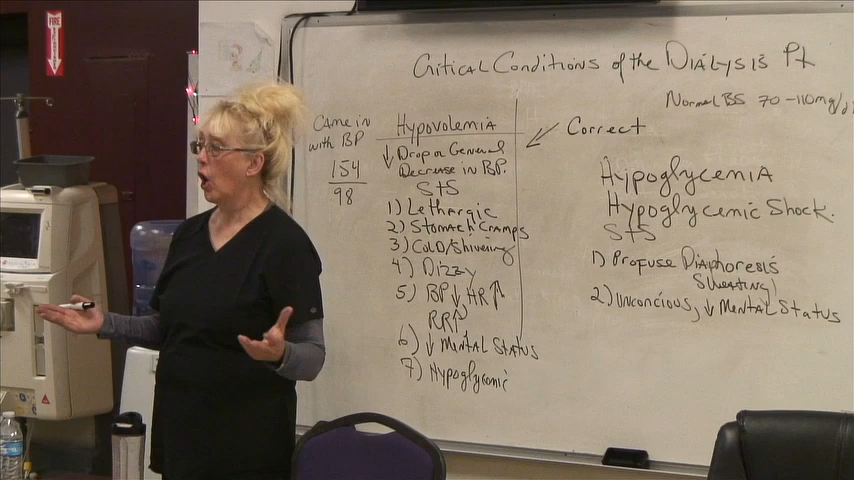 FIRE
Critical Conditions of the Dialysis Pt
Normal BS 70-110mg/dl
Came in
with BP
154
98
Hypovolemia
↓ Drop or General
Decrease in BP.
S+S
1) Lethargic
2) Stomach Cramps
3) Cold/Shivering
4) Dizzy
5) BP↓ HR↑
RR↑
6) ↓ Mental Status
7) Hypoglycemic
Correct
Hypoglycemia
Hypoglycemic Shock.
S+S
1) Profuse Diaphoresis
Sweating
2) Unconcious, ↓ Mental Status